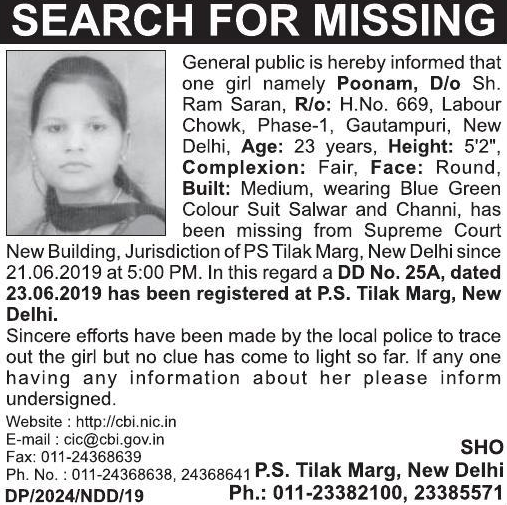 SEARCH FOR MISSING
General public is hereby informed that
one girl namely Poonam, D/o Sh.
Ram Saran, R/o: H.No. 669, Labour
Chowk, Phase-1, Gautampuri, New
Delhi, Age: 23 years, Height: 5'2",
Complexion: Fair, Face: Round,
Built: Medium, wearing Blue Green
Colour Suit Salwar and Channi, has
been missing from Supreme Court
New Building, Jurisdiction of PS Tilak Marg, New Delhi since
21.06.2019 at 5:00 PM. In this regard a DD No. 25A, dated
23.06.2019 has been registered at P.S. Tilak Marg, New
Delhi.
Sincere efforts have been made by the local police to trace
out the girl but no clue has come to light so far. If any one
having any information about her please inform
undersigned.
Website : http://cbi.nic.in
E-mail : cic@cbi.gov.in
Fax: 011-24368639
Ph. No. : 011-24368638, 24368641
DP/2024/NDD/19
SHO
P.S. Tilak Marg, New Delhi
Ph.: 011-23382100, 23385571